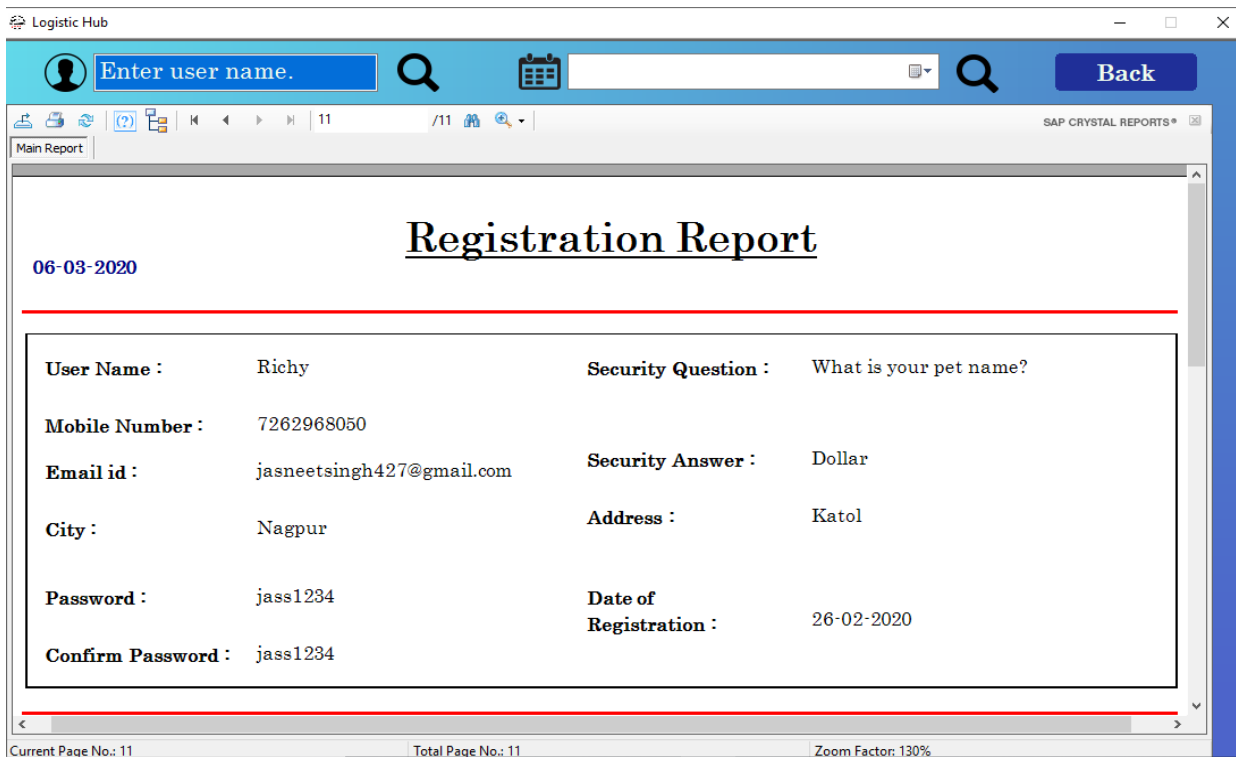 Logistic Hub
Enter user name.
Back
11 /11
SAP CRYSTAL REPORTS®
Main Report
Registration Report
06-03-2020
User Name : Richy
Security Question : What is your pet name?
Mobile Number : 7262968050
Email id : jasneetsingh427@gmail.com
Security Answer : Dollar
City : Nagpur
Address : Katol
Password : jass1234
Date of
Registration : 26-02-2020
Confirm Password : jass1234
Current Page No.: 11
Total Page No.: 11
Zoom Factor: 130%